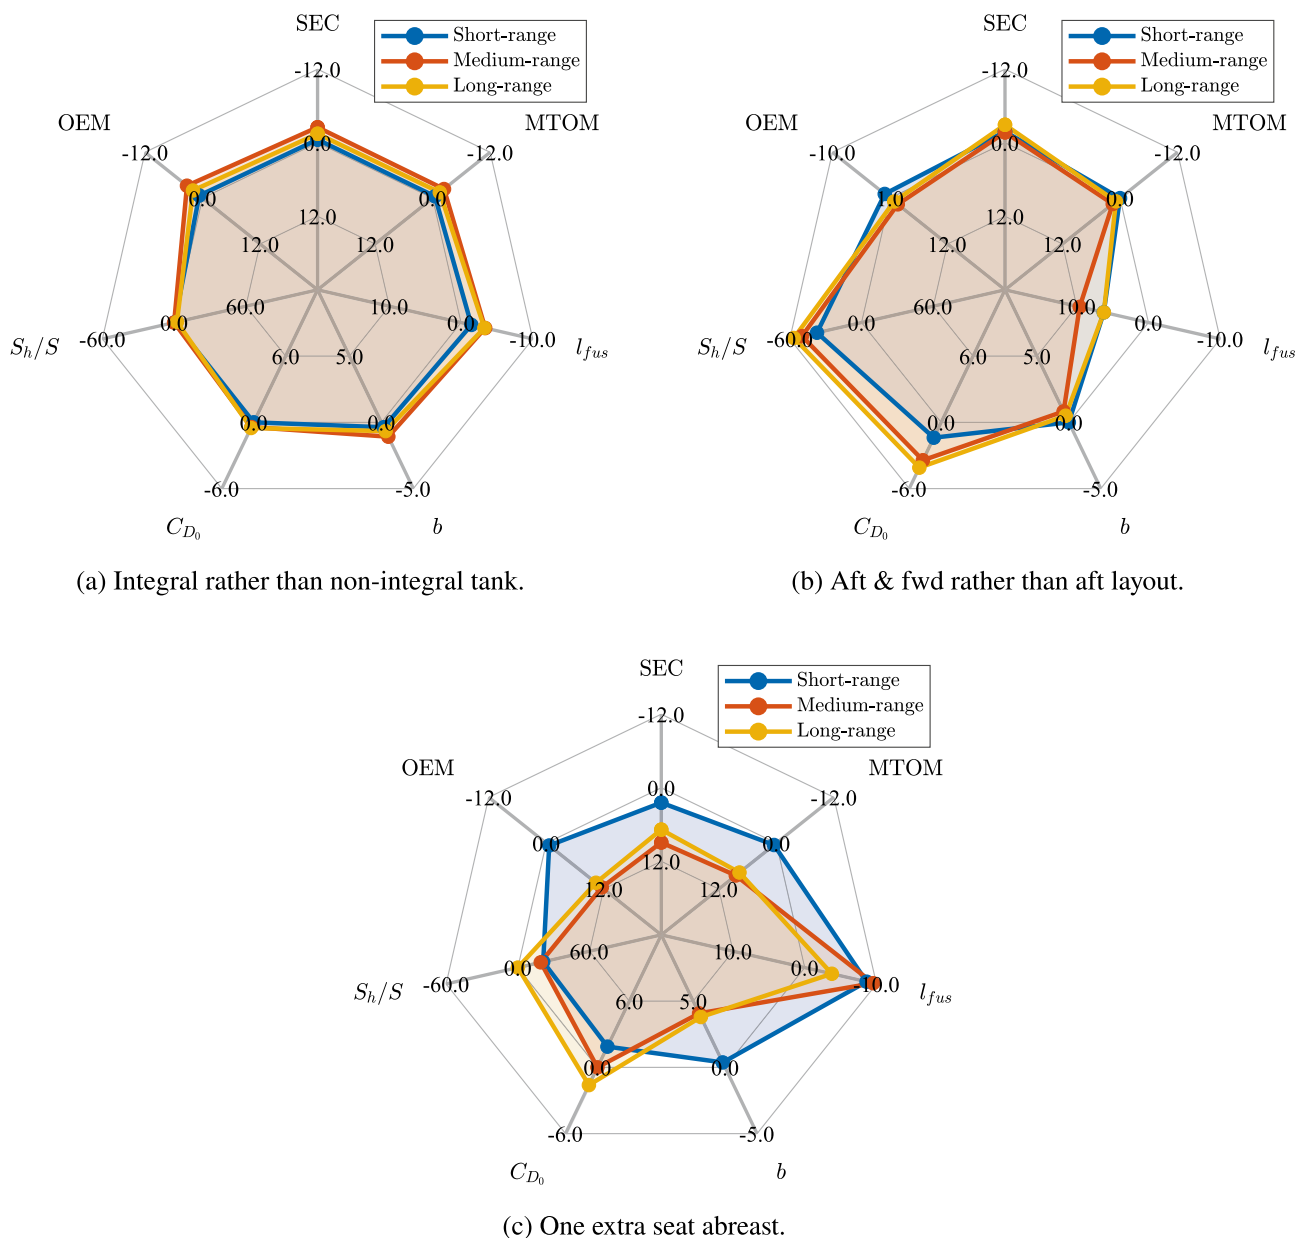 SEC
Short-range
Medium-range
Long-range
-12.0
OEM
MTOM
-12.0
0.0
-12.0
0.0
0.0
12.0
12.0
12.0
60.0
10.0
0.0
0.0
-60.0
-10.0
S_h/S
l_fus
6.0
5.0
0.0
0.0
-6.0
-5.0
C_D_0
b
(a) Integral rather than non-integral tank.
SEC
Short-range
Medium-range
Long-range
-12.0
OEM
MTOM
-10.0
0.0
-12.0
1.0
0.0
12.0
12.0
12.0
60.0
10.0
0.0
0.0
-60.0
-10.0
S_h/S
l_fus
6.0
5.0
0.0
0.0
-6.0
-5.0
C_D_0
b
(b) Aft & fwd rather than aft layout.
SEC
Short-range
Medium-range
Long-range
-12.0
OEM
MTOM
-12.0
0.0
-12.0
0.0
0.0
12.0
12.0
12.0
60.0
10.0
0.0
0.0
-60.0
-10.0
S_h/S
l_fus
6.0
5.0
0.0
0.0
-6.0
-5.0
C_D_0
b
(c) One extra seat abreast.